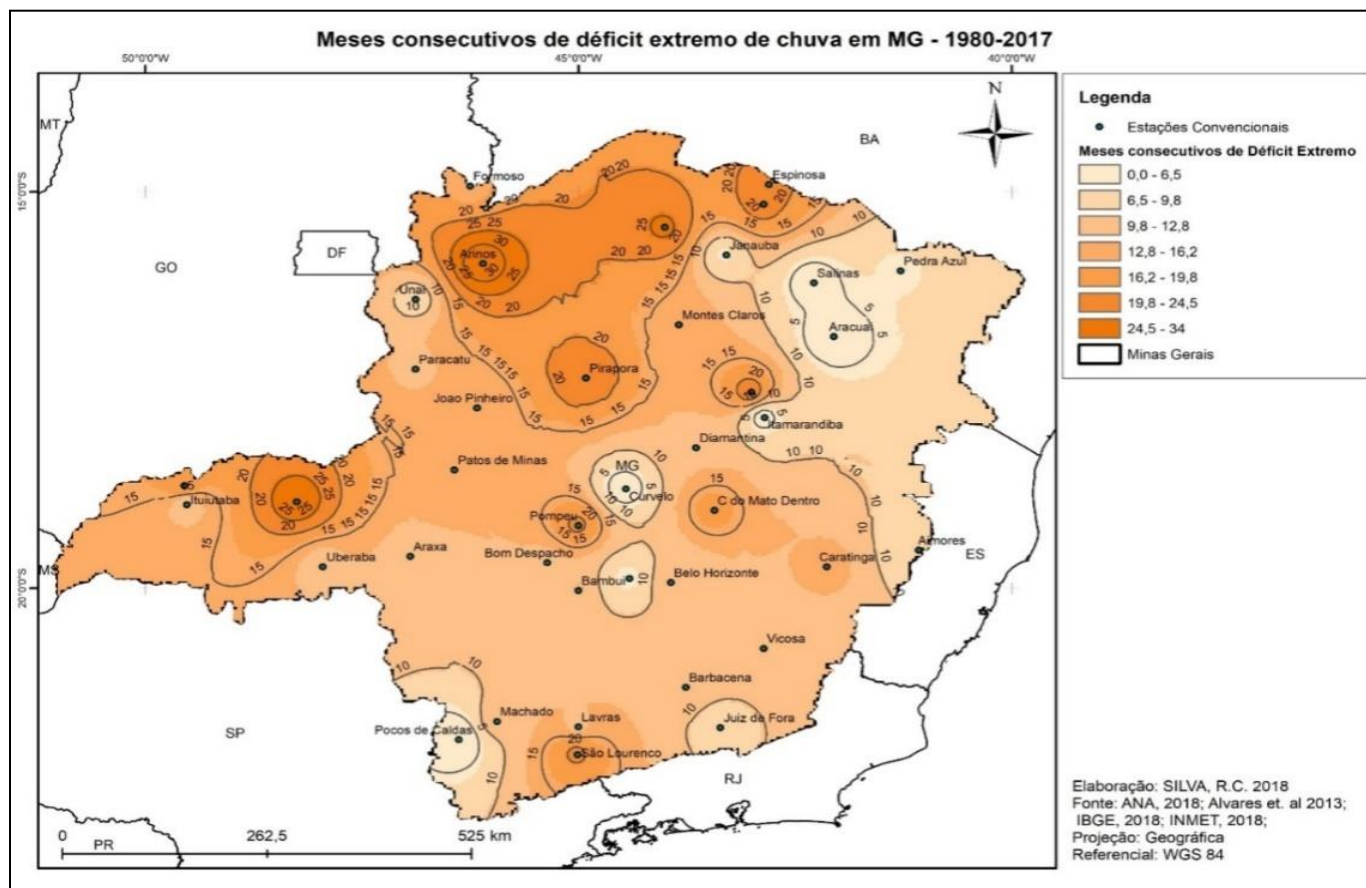 Meses consecutivos de déficit extremo de chuva em MG - 1980-2017
50°0'0"W
45°0'0"W
40°0'0"W
15°0'0"S
20°0'0"S
N
MT
BA
GO
DF
MS
SP
PR
RJ
ES
MG
Formoso
Espinosa
Arinos
Janauba
Salinas
Pedra Azul
Unai
Montes Claros
Aracuai
Paracatu
Pirapora
Joao Pinheiro
Itamarandiba
Diamantina
Patos de Minas
Curvelo
C do Mato Dentro
Ituiutaba
Pompeu
Aimores
Uberaba
Araxa
Bom Despacho
Caratinga
Bambui
Belo Horizonte
Vicosa
Barbacena
Machado
Lavras
Juiz de Fora
Pocos de Caldas
São Lourenco
0
262,5
525 km
Legenda
Estações Convencionais
Meses consecutivos de Déficit Extremo
0,0 - 6,5
6,5 - 9,8
9,8 - 12,8
12,8 - 16,2
16,2 - 19,8
19,8 - 24,5
24,5 - 34
Minas Gerais
Elaboração: SILVA, R.C. 2018
Fonte: ANA, 2018; Alvares et. al 2013;
IBGE, 2018; INMET, 2018;
Projeção: Geográfica
Referencial: WGS 84